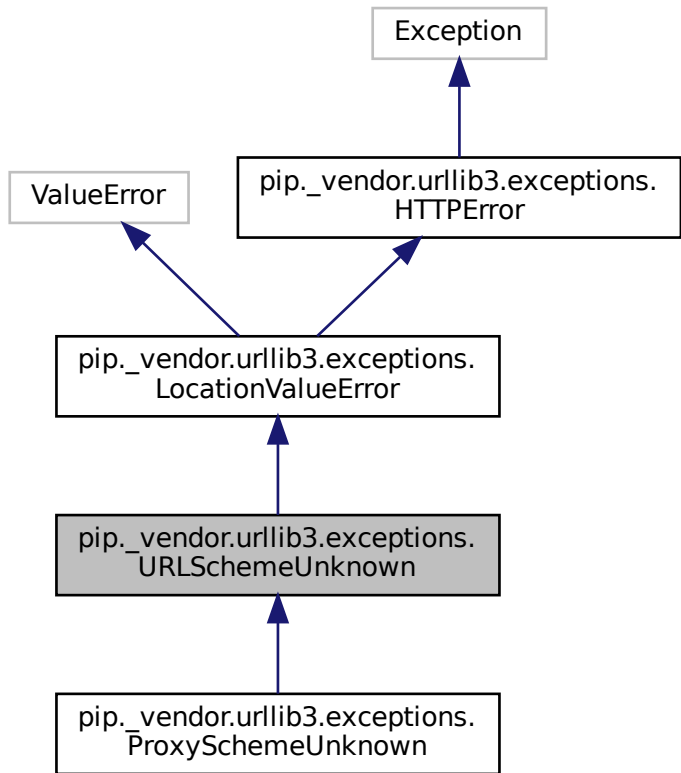 Exception
pip._vendor.urllib3.exceptions.
HTTPError
ValueError
pip._vendor.urllib3.exceptions.
LocationValueError
pip._vendor.urllib3.exceptions.
URLSchemeUnknown
pip._vendor.urllib3.exceptions.
ProxySchemeUnknown